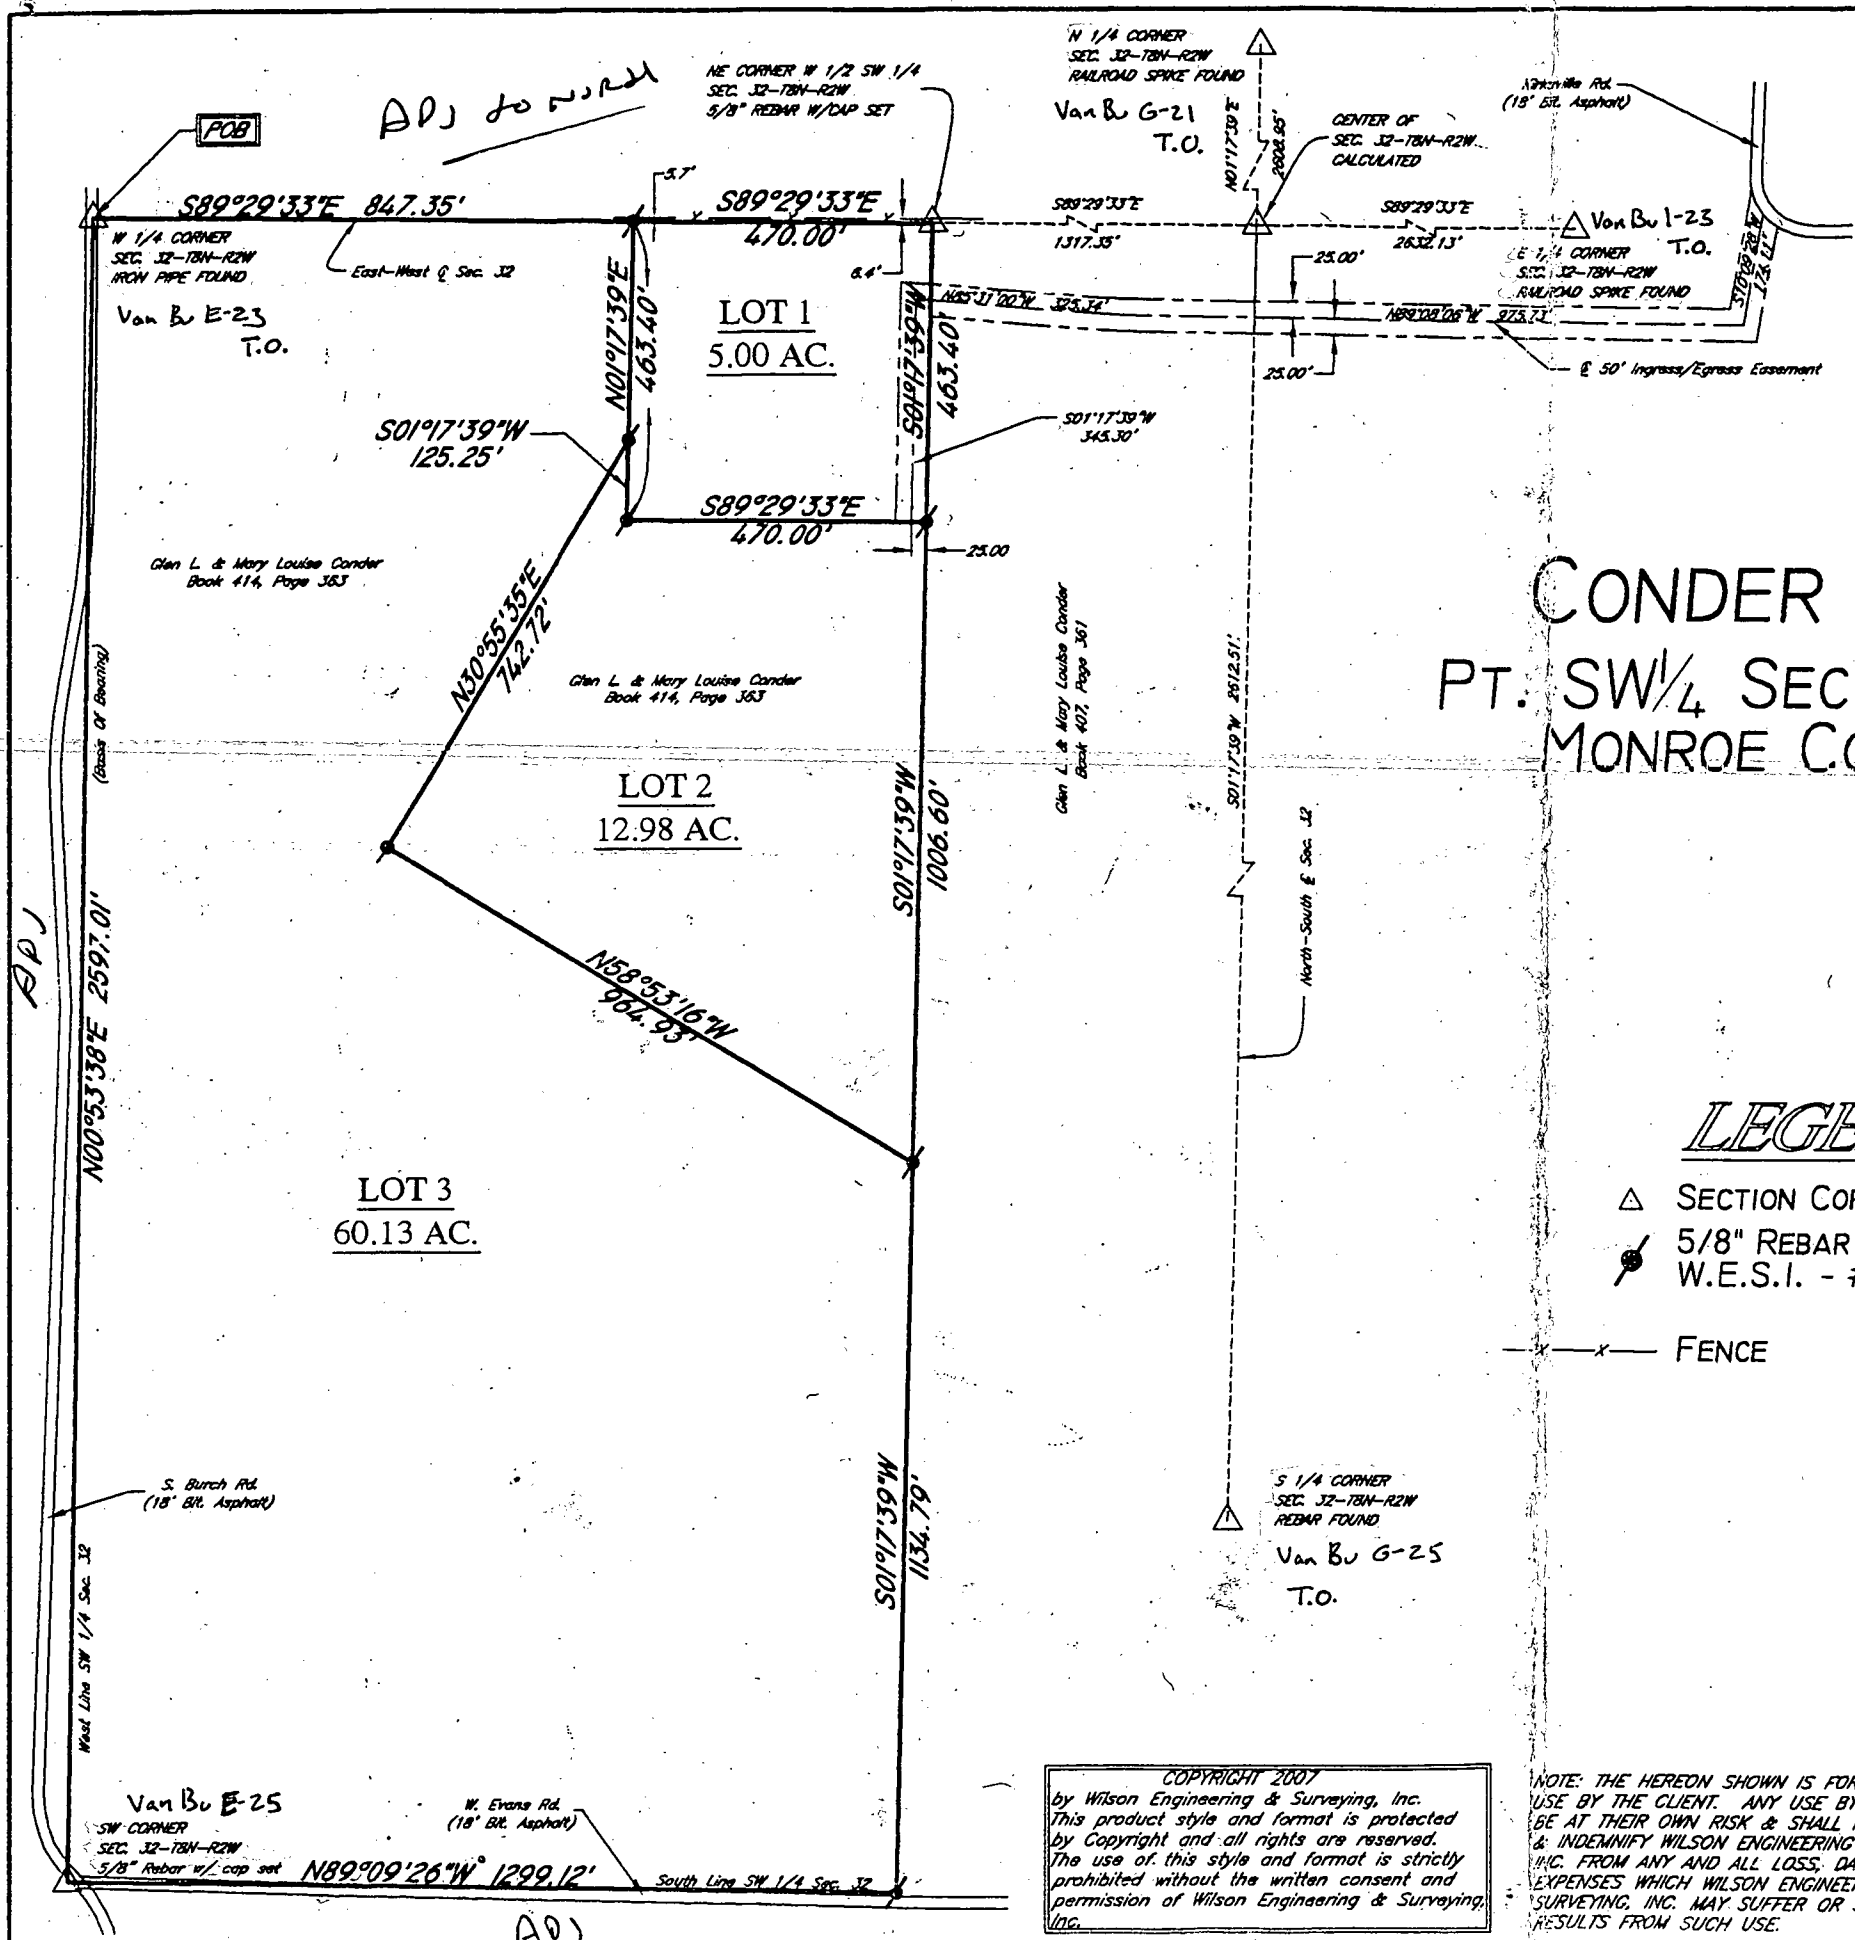 POB
ADJ to NORTH
NE CORNER W 1/2 SW 1/4
SEC. 32-T8N-R2W
5/8" REBAR W/CAP SET
N 1/4 CORNER
SEC. 32-T8N-R2W
RAILROAD SPIKE FOUND
Van Bu G-21
T.O.
N01°17'39"E
2608.95'
CENTER OF
SEC. 32-T8N-R2W
CALCULATED
Rd.
(18' Bit. Asphalt)
S89°29'33"E 847.35'
5.7'
S89°29'33"E
470.00'
6.4'
S89°29'33"E
1317.35'
S89°29'33"E
2632.13'
Van Bu I-23
T.O.
E 1/4 CORNER
SEC. 32-T8N-R2W
RAILROAD SPIKE FOUND
W 1/4 CORNER
SEC. 32-T8N-R2W
IRON PIPE FOUND
Van Bu E-23
T.O.
East-West ℄ Sec. 32
N01°17'39"E
463.40'
LOT 1
5.00 AC.
S01°17'39"W
463.40'
N85°31'00"W 325.34'
25.00'
25.00'
N89°08'06"W 975.73'
S10°09'28"W
℄ 50' Ingress/Egress Easement
S01°17'39"W
345.30'
S01°17'39"W
125.25'
S89°29'33"E
470.00'
25.00
Glen L. & Mary Louise Conder
Book 414, Page 363
N30°55'35"E
742.72'
Glen L. & Mary Louise Conder
Book 414, Page 363
Glen L. & Mary Louise Conder
Book 407, Page 361
S01°17'39"W 2612.51'
CONDER
PT. SW1/4 SEC
MONROE CO
(Basis Of Bearing)
LOT 2
12.98 AC.
S01°17'39"W
1006.60'
North-South ℄ Sec. 32
ADJ
N00°53'38"E 2597.01'
N58°53'16"W
964.93'
LOT 3
60.13 AC.
LEGE
SECTION COR
5/8" REBAR
W.E.S.I. - #
FENCE
S. Burch Rd.
(18' Bit. Asphalt)
West Line SW 1/4 Sec. 32
S01°17'39"W
1134.79'
S 1/4 CORNER
SEC. 32-T8N-R2W
REBAR FOUND
Van Bu G-25
T.O.
Van Bu E-25
SW CORNER
SEC. 32-T8N-R2W
5/8" Rebar w/ cap set
N89°09'26"W 1299.12'
W. Evans Rd.
(18' Bit. Asphalt)
South Line SW 1/4 Sec. 32
ADJ
COPYRIGHT 2007
by Wilson Engineering & Surveying, Inc.
This product style and format is protected
by Copyright and all rights are reserved.
The use of this style and format is strictly
prohibited without the written consent and
permission of Wilson Engineering & Surveying,
Inc.
NOTE: THE HEREON SHOWN IS FOR
USE BY THE CLIENT. ANY USE BY
BE AT THEIR OWN RISK & SHALL
& INDEMNIFY WILSON ENGINEERING
INC. FROM ANY AND ALL LOSS, DA
EXPENSES WHICH WILSON ENGINEE
SURVEYING, INC. MAY SUFFER OR
RESULTS FROM SUCH USE.